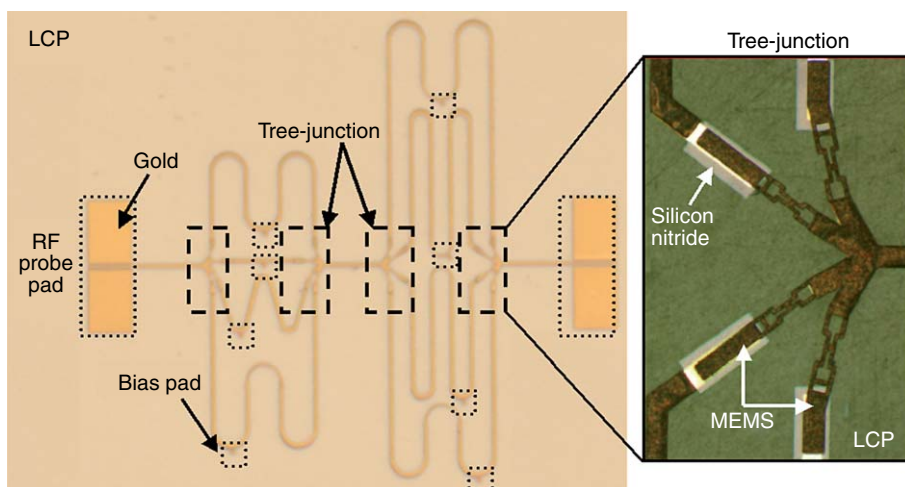 LCP
Tree-junction
Gold
RF
probe
pad
Bias pad
Tree-junction
Silicon
nitride
MEMS
LCP